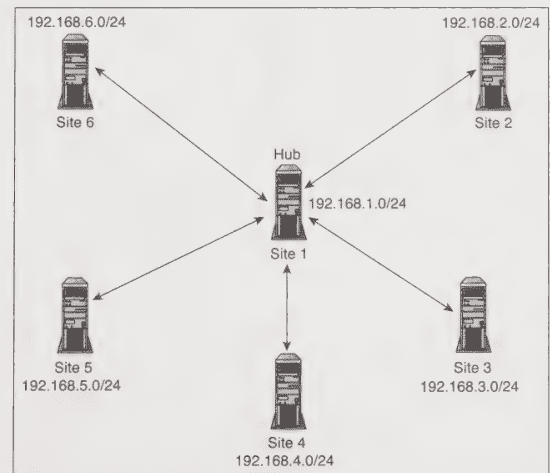 192.168.6.0/24
192.168.2.0/24
Site 6
Site 2
Hub
192.168.1.0/24
Site 1
Site 5
192.168.5.0/24
Site 3
192.168.3.0/24
Site 4
192.168.4.0/24